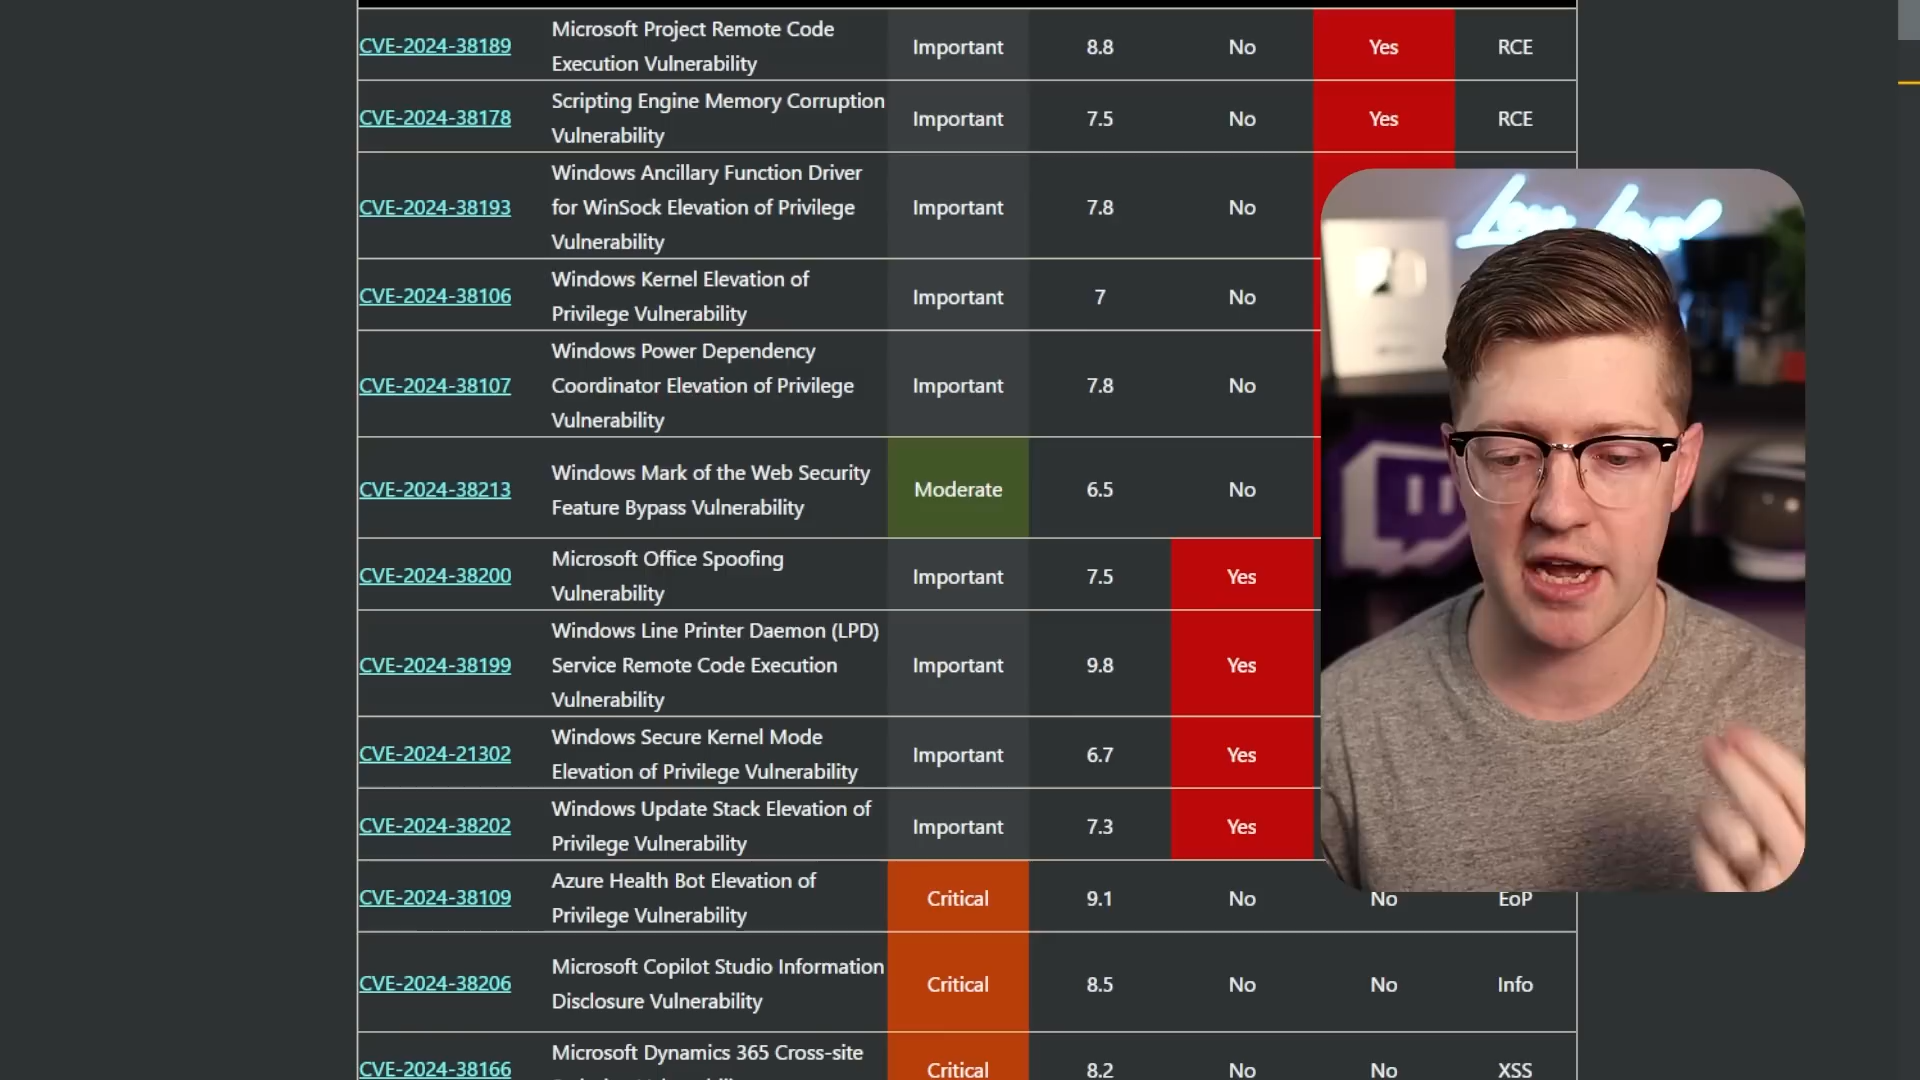 CVE-2024-38189 Microsoft Project Remote Code Execution Vulnerability Important 8.8 No Yes RCE
CVE-2024-38178 Scripting Engine Memory Corruption Vulnerability Important 7.5 No Yes RCE
CVE-2024-38193 Windows Ancillary Function Driver for WinSock Elevation of Privilege Vulnerability Important 7.8 No
CVE-2024-38106 Windows Kernel Elevation of Privilege Vulnerability Important 7 No
CVE-2024-38107 Windows Power Dependency Coordinator Elevation of Privilege Vulnerability Important 7.8 No
CVE-2024-38213 Windows Mark of the Web Security Feature Bypass Vulnerability Moderate 6.5 No
CVE-2024-38200 Microsoft Office Spoofing Vulnerability Important 7.5 Yes
CVE-2024-38199 Windows Line Printer Daemon (LPD) Service Remote Code Execution Vulnerability Important 9.8 Yes
CVE-2024-21302 Windows Secure Kernel Mode Elevation of Privilege Vulnerability Important 6.7 Yes
CVE-2024-38202 Windows Update Stack Elevation of Privilege Vulnerability Important 7.3 Yes
CVE-2024-38109 Azure Health Bot Elevation of Privilege Vulnerability Critical 9.1 No No EoP
CVE-2024-38206 Microsoft Copilot Studio Information Disclosure Vulnerability Critical 8.5 No No Info
CVE-2024-38166 Microsoft Dynamics 365 Cross-site Critical 8.2 No No XSS